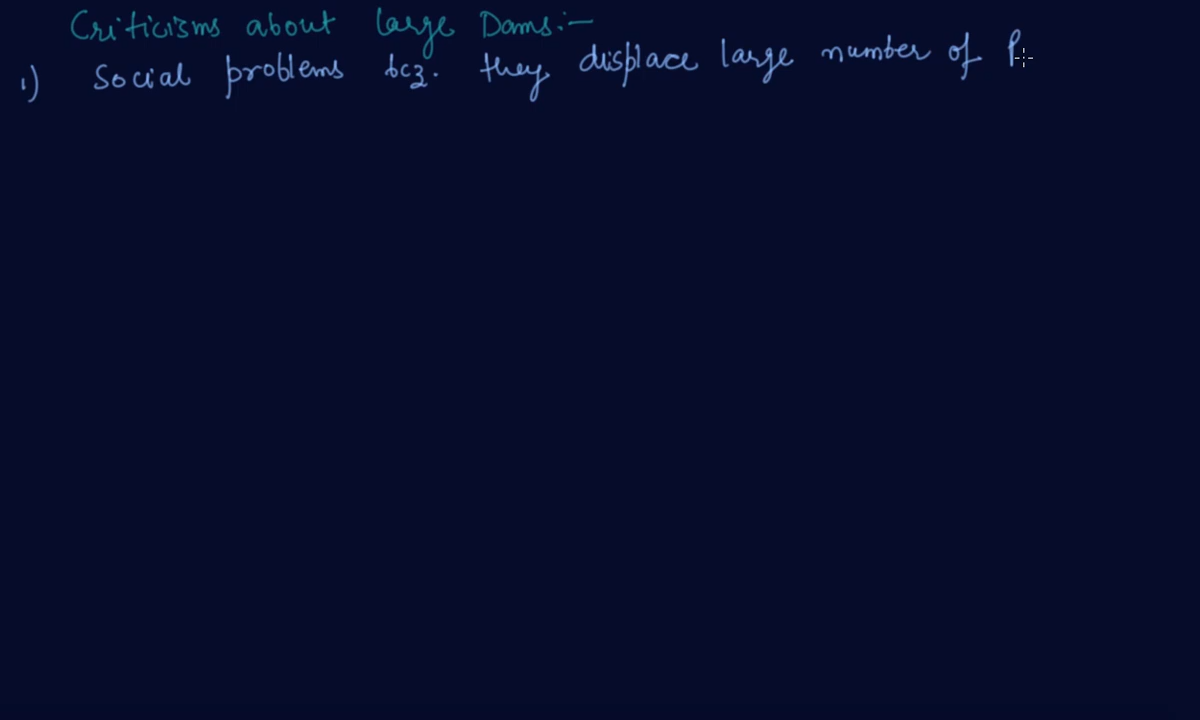 Criticisms about large Dams:-
1) Social problems bcz. they displace large number of P